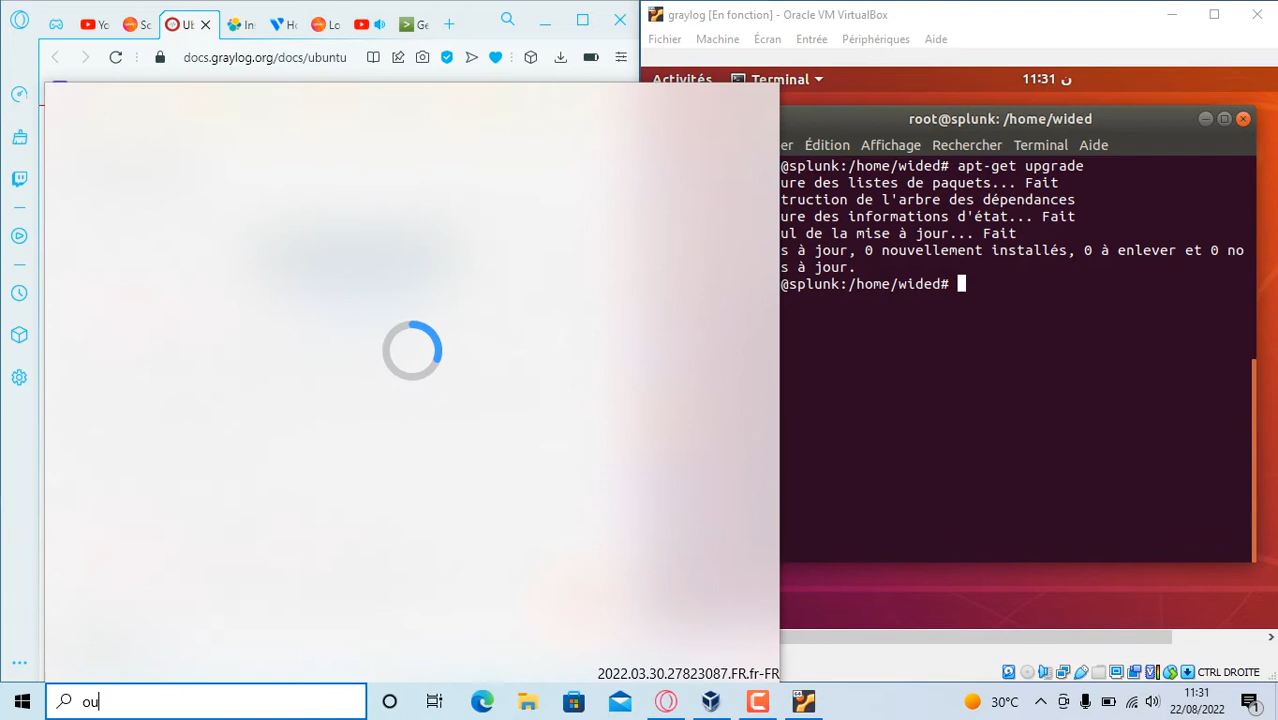 Yo
Sc
Ub
In
Ho
Lo
Ge
docs.graylog.org/docs/ubuntu
2022.03.30.27823087.FR.fr-FR
graylog [En fonction] - Oracle VM VirtualBox
Fichier Machine Écran Entrée Périphériques Aide
Activités Terminal 11:31 ن
root@splunk: /home/wided
er Édition Affichage Rechercher Terminal Aide
@splunk:/home/wided# apt-get upgrade
ure des listes de paquets... Fait
truction de l'arbre des dépendances
ure des informations d'état... Fait
ul de la mise à jour... Fait
s à jour, 0 nouvellement installés, 0 à enlever et 0 no
s à jour.
@splunk:/home/wided#
CTRL DROITE
ou
30°C
11:31
22/08/2022
1